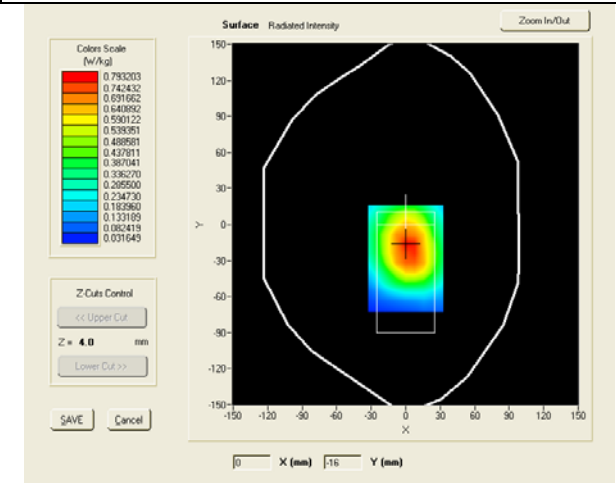 Surface Radiated Intensity
Zoom In/Out
Colors Scale
(W/kg)
0.793203
0.742432
0.691662
0.640892
0.590122
0.539351
0.488581
0.437811
0.387041
0.336270
0.285500
0.234730
0.183960
0.133189
0.082419
0.031649
Z-Cuts Control
<< Upper Cut
Z = 4.0 mm
Lower Cut >>
SAVE Cancel
150-
120-
90-
60-
30-
0-
-30-
-60-
-90-
-120-
-150-
Y
-150 -120 -90 -60 -30 0 30 60 90 120 150
X
0 X (mm) -16 Y (mm)